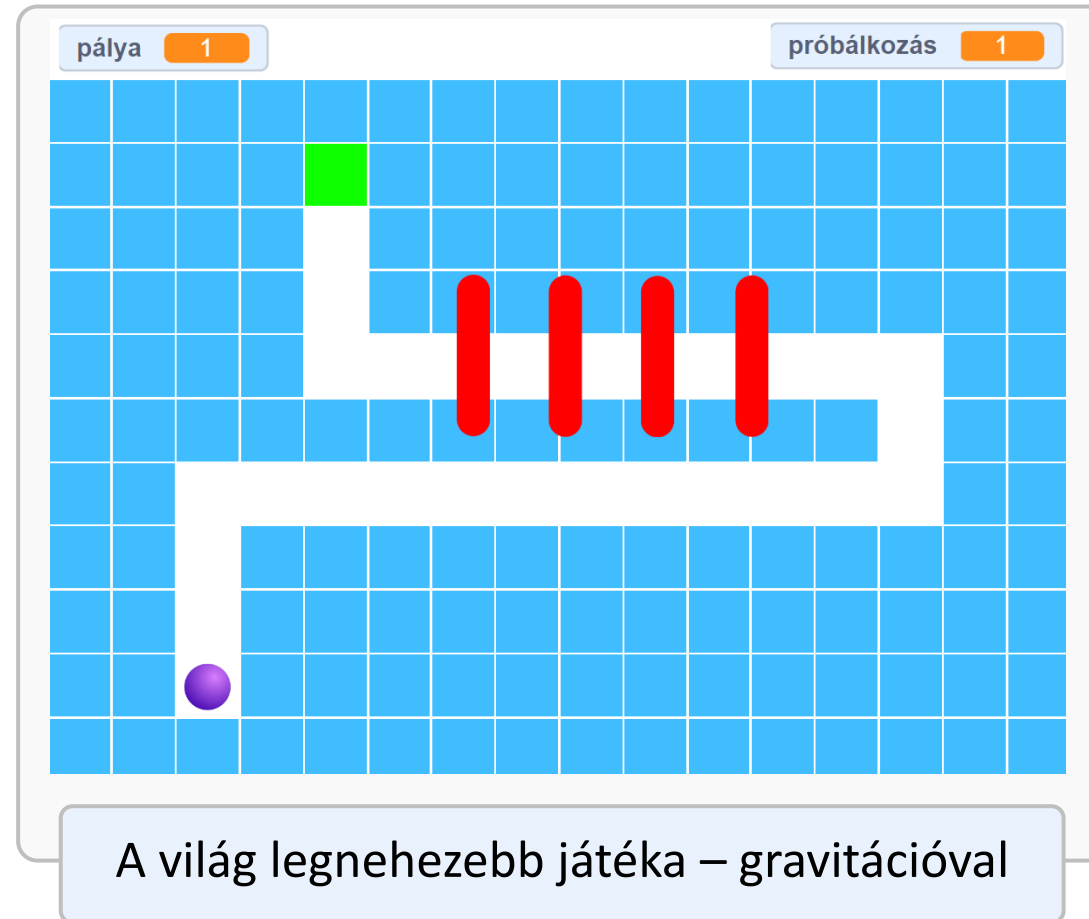 pálya 1
próbálkozás 1
A világ legnehezebb játéka – gravitációval